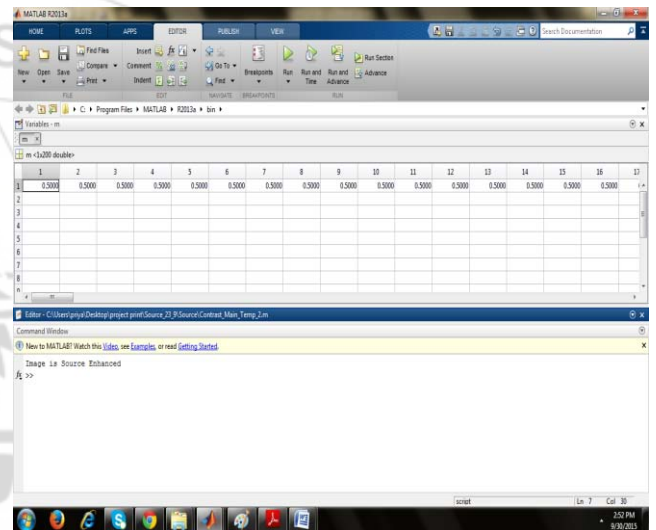 MATLAB R2013a
HOME PLOTS APPS EDITOR PUBLISH VIEW Search Documentation
New Open Save Find Files Compare Print Insert Comment Indent Go To Find Breakpoints Run Run and Time Run and Advance Run Section Advance
FILE EDIT NAVIGATE BREAKPOINTS RUN
C: Program Files MATLAB R2013a bin
Variables - m
m
m <1x200 double>
1 2 3 4 5 6 7 8 9 10 11 12 13 14 15 16 17
1 0.5000 0.5000 0.5000 0.5000 0.5000 0.5000 0.5000 0.5000 0.5000 0.5000 0.5000 0.5000 0.5000 0.5000 0.5000 0.5000
2
3
4
5
6
7
8
Editor - C:\Users\priya\Desktop\project print\Source_23_9\Source\Contrast_Main_Temp_2.m
Command Window
New to MATLAB? Watch this Video, see Examples, or read Getting Started.
Image is Source Enhanced
fx >>
script Ln 7 Col 30
2:52 PM
9/30/2015